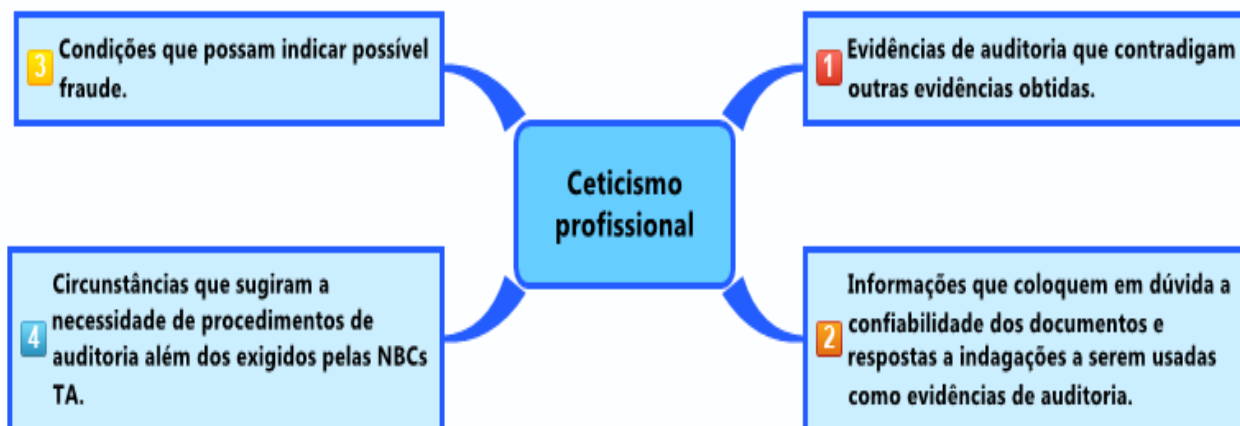 Ceticismo
profissional
1
Evidências de auditoria que contradigam
outras evidências obtidas.
2
Informações que coloquem em dúvida a
confiabilidade dos documentos e
respostas a indagações a serem usadas
como evidências de auditoria.
3
Condições que possam indicar possível
fraude.
4
Circunstâncias que sugiram a
necessidade de procedimentos de
auditoria além dos exigidos pelas NBCs
TA.